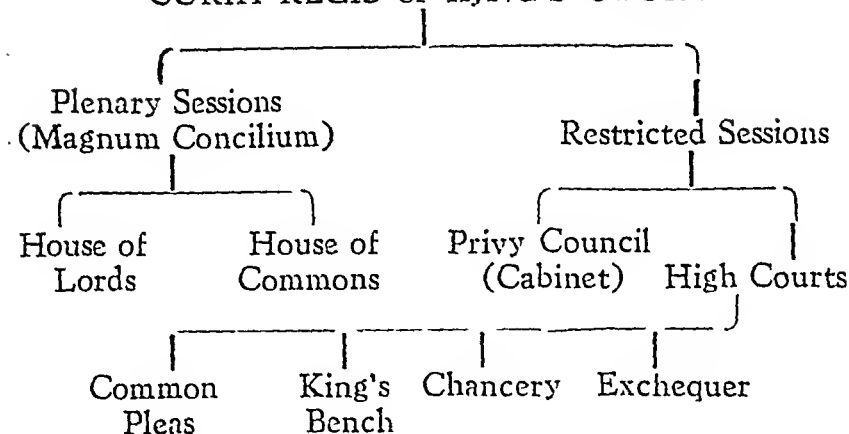 CURIA REGIS or
Plenary Sessions
(Magnum Concilium)
Restricted Sessions
House of
Lords
House of
Commons
Privy Council
(Cabinet)
High Courts
Common
Pleas
King's
Bench
Chancery
Exchequer